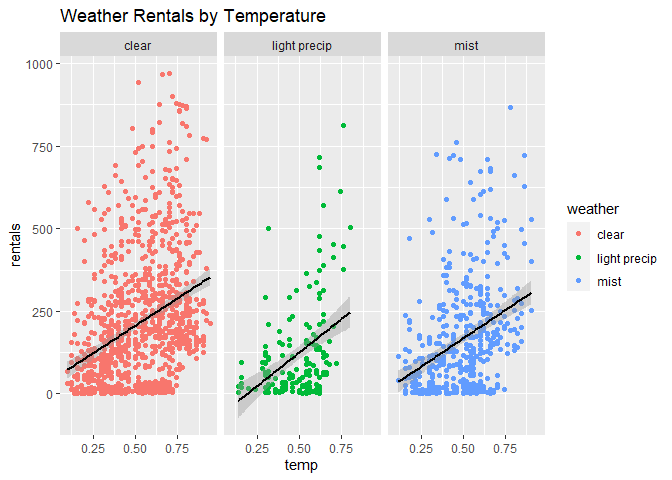 Weather Rentals by Temperature
clear light precip mist
1000
750
500
250
0
rentals
0.25 0.50 0.75 0.25 0.50 0.75 0.25 0.50 0.75
temp
weather
clear
light precip
mist